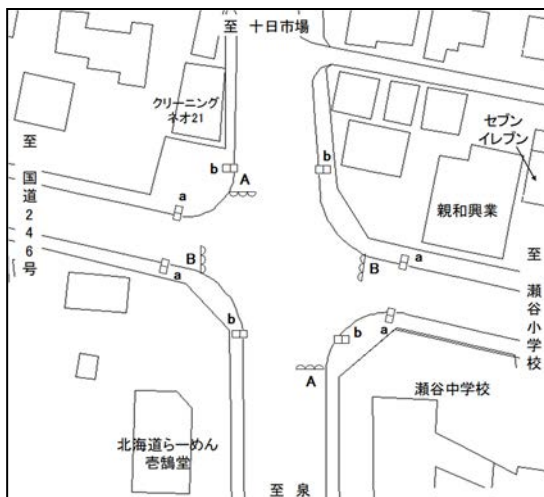 至　十日市場
クリーニング
ネオ21
セブン
イレブン
至　国道246号
b
A
b
a
親和興業
B
a
B
a
至　瀬谷小学校
b
b
a
A
瀬谷中学校
北海道らーめん
壱鵠堂
至　泉